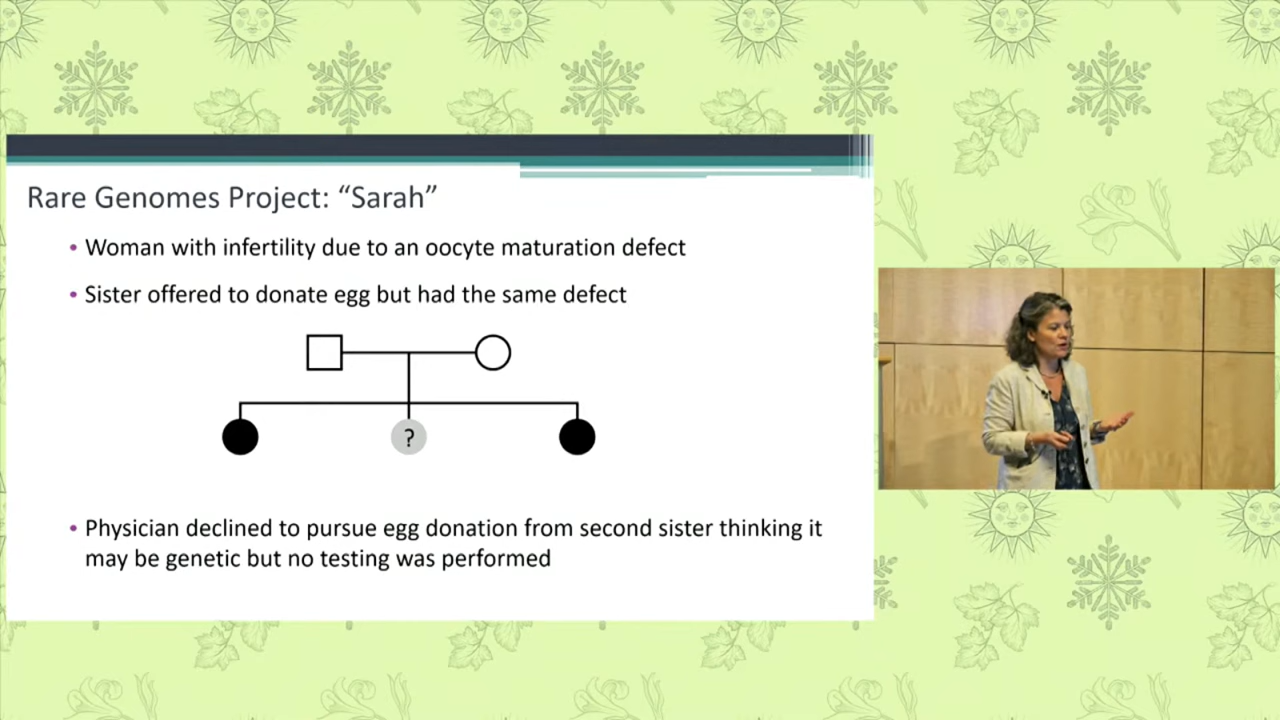 Rare Genomes Project: “Sarah”
• Woman with infertility due to an oocyte maturation defect
• Sister offered to donate egg but had the same defect
?
• Physician declined to pursue egg donation from second sister thinking it
may be genetic but no testing was performed